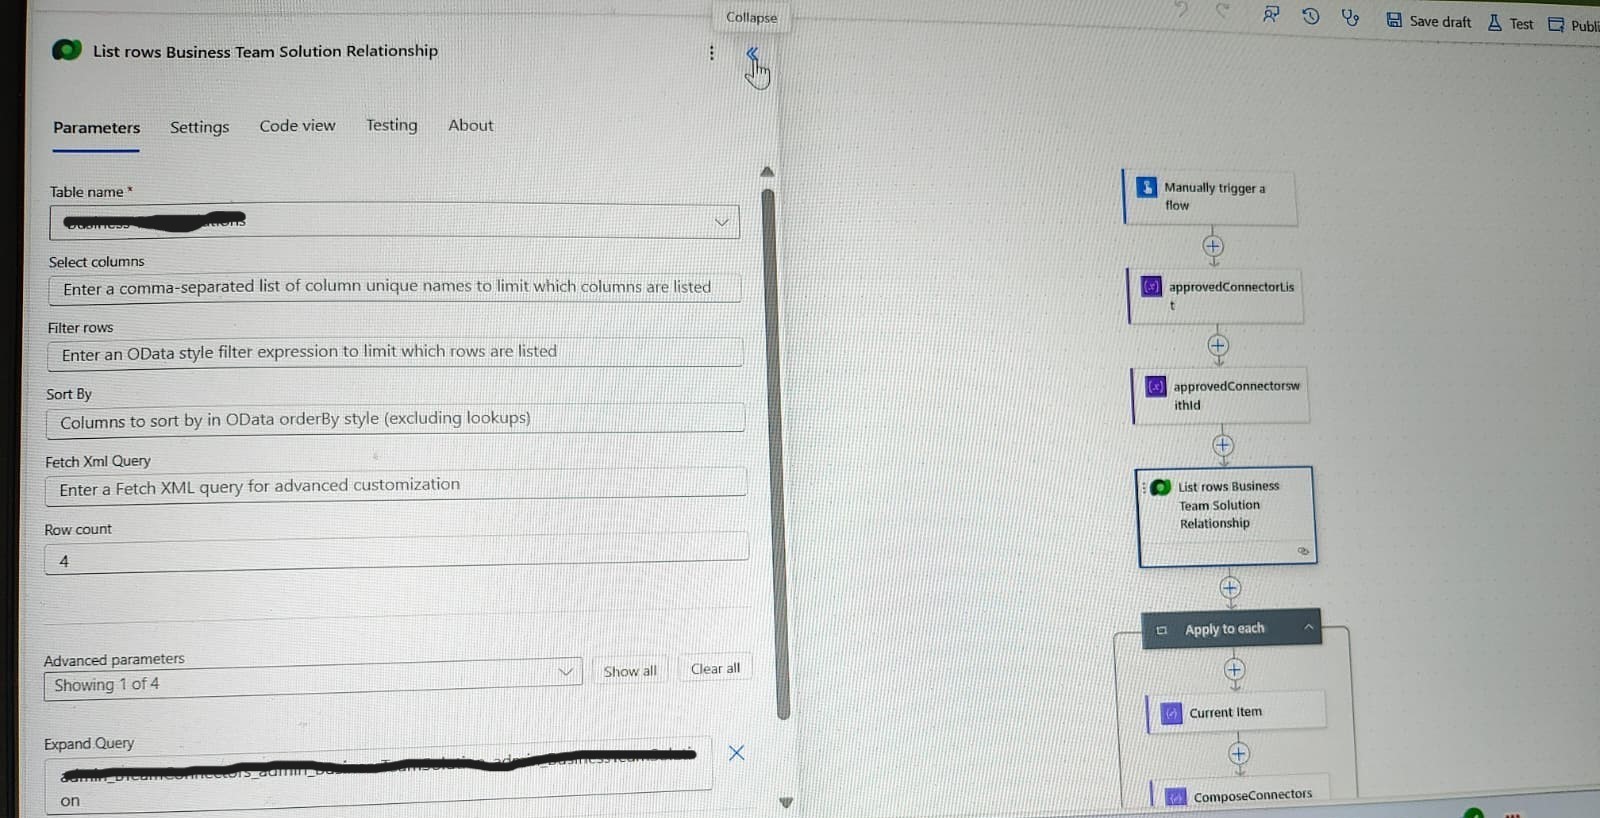 Collapse
List rows Business Team Solution Relationship
Save draft
Test
Publi
Parameters
Settings
Code view
Testing
About
Table name *
Select columns
Enter a comma-separated list of column unique names to limit which columns are listed
Filter rows
Enter an OData style filter expression to limit which rows are listed
Sort By
Columns to sort by in OData orderBy style (excluding lookups)
Fetch Xml Query
Enter a Fetch XML query for advanced customization
Row count
4
Advanced parameters
Showing 1 of 4
Show all
Clear all
Expand Query
on
Manually trigger a
flow
approvedConnectorLis
t
approvedConnectorsw
ithId
List rows Business
Team Solution
Relationship
Apply to each
Current Item
ComposeConnectors